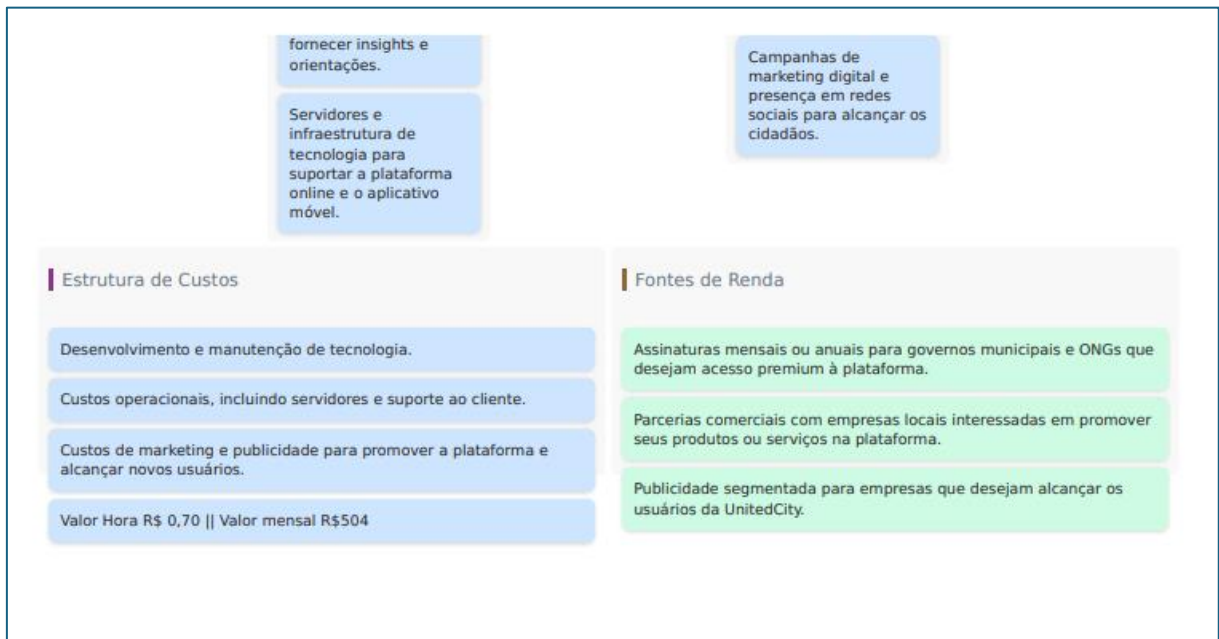 fornecer insights e
orientações.
Servidores e
infraestrutura de
tecnologia para
suportar a plataforma
online e o aplicativo
móvel.
Campanhas de
marketing digital e
presença em redes
sociais para alcançar os
cidadãos.
Estrutura de Custos
Desenvolvimento e manutenção de tecnologia.
Custos operacionais, incluindo servidores e suporte ao cliente.
Custos de marketing e publicidade para promover a plataforma e
alcançar novos usuários.
Valor Hora R$ 0,70 || Valor mensal R$504
Fontes de Renda
Assinaturas mensais ou anuais para governos municipais e ONGs que
desejam acesso premium à plataforma.
Parcerias comerciais com empresas locais interessadas em promover
seus produtos ou serviços na plataforma.
Publicidade segmentada para empresas que desejam alcançar os
usuários da UnitedCity.